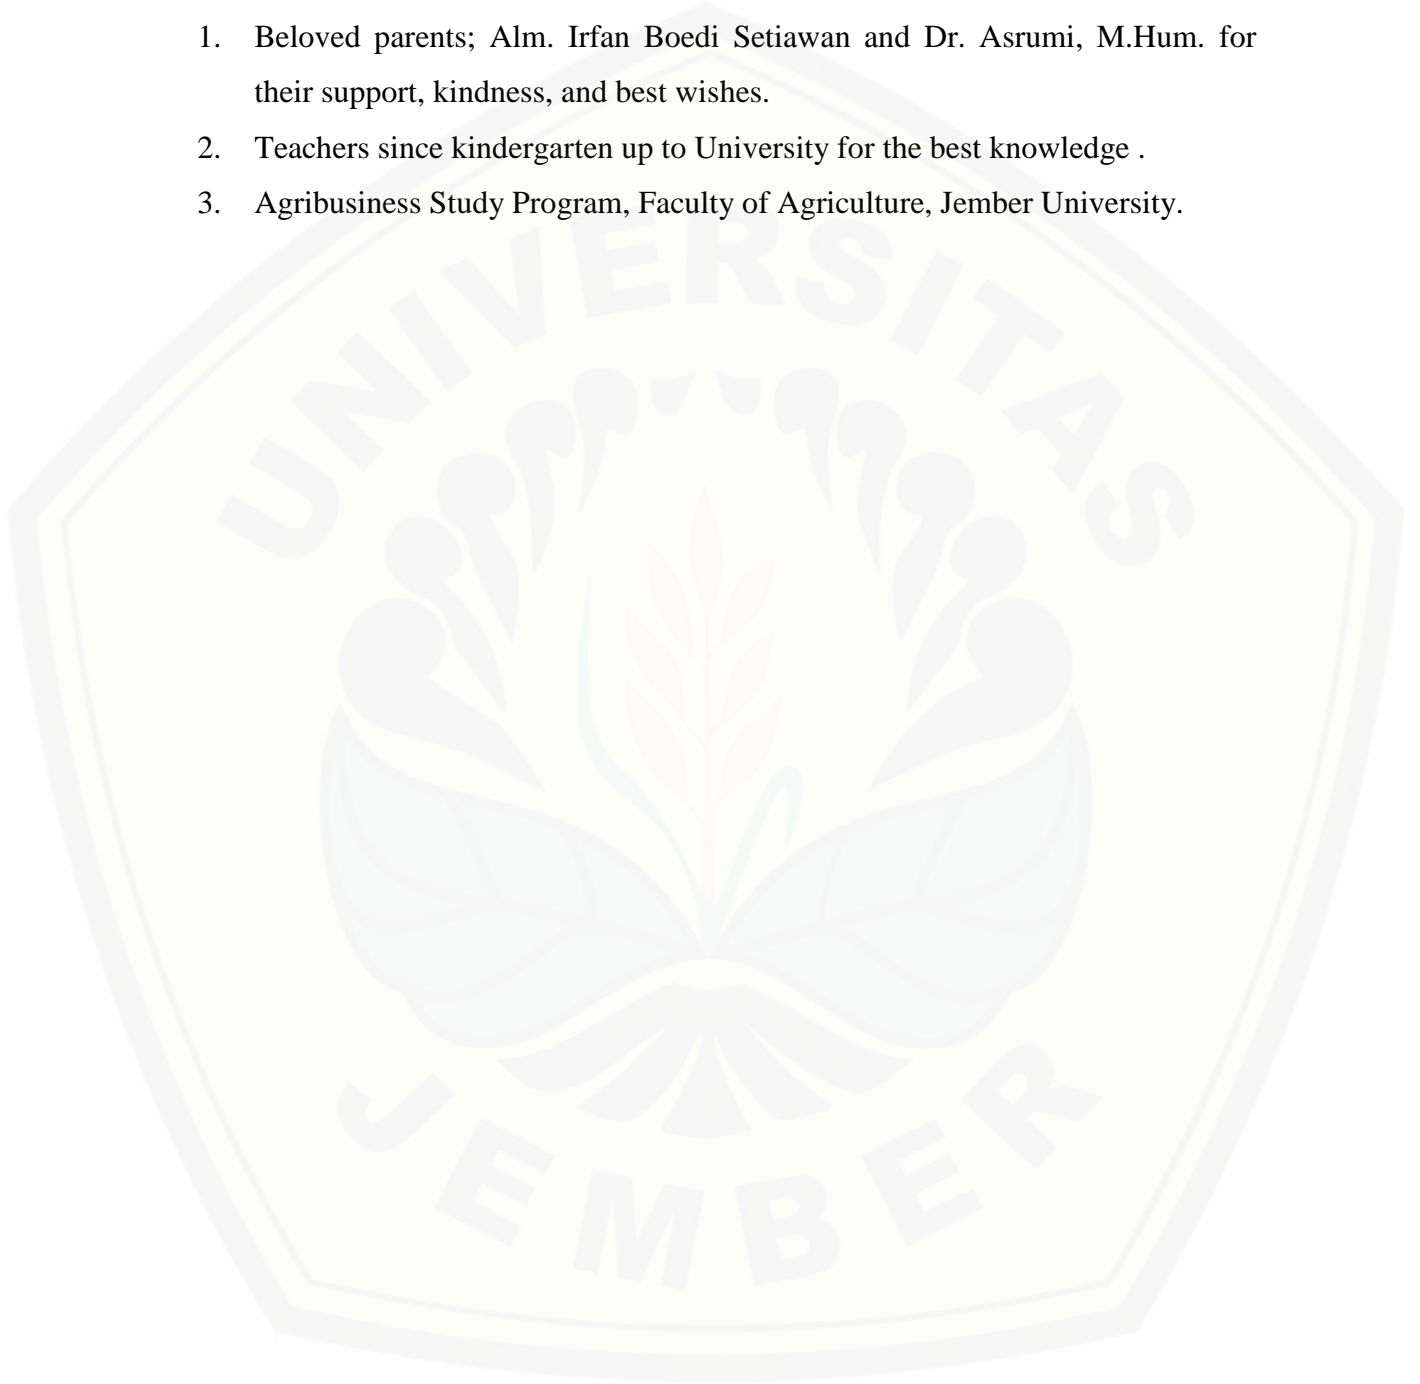 1. Beloved parents; Alm. Irfan Boedi Setiawan and Dr. Asrumi, M.Hum. for
their support, kindness, and best wishes.
2. Teachers since kindergarten up to University for the best knowledge .
3. Agribusiness Study Program, Faculty of Agriculture, Jember University.
UNIVERSITAS
JEMBER